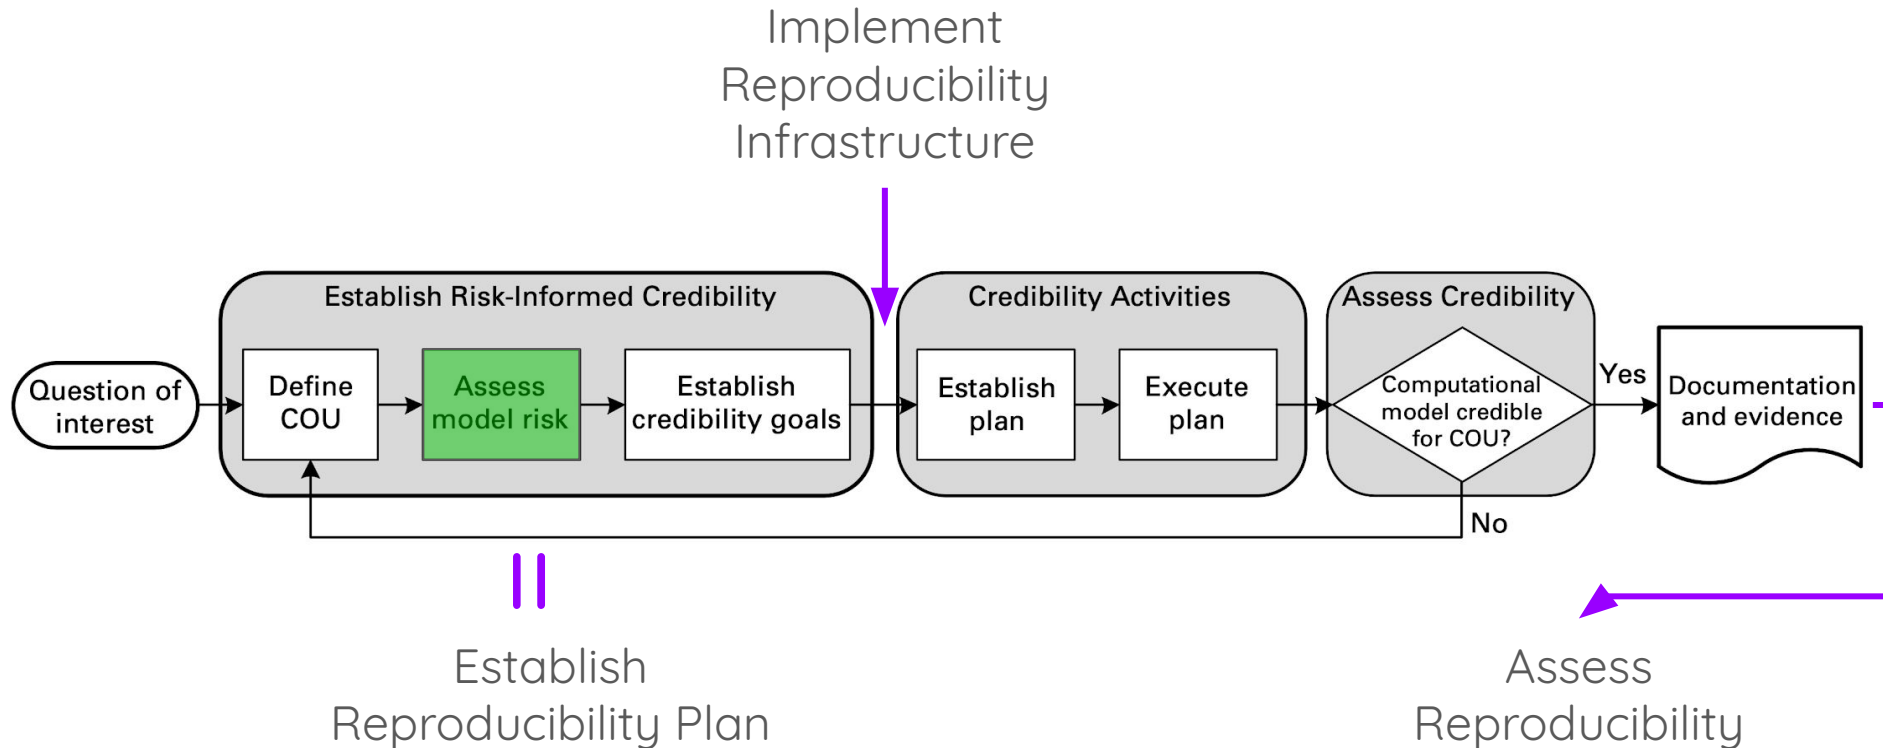 Implement
Reproducibility
Infrastructure
Establish Risk-Informed Credibility
Credibility Activities
Assess Credibility
Question of
interest
Define
COU
Assess
model risk
Establish
credibility goals
Establish
plan
Execute
plan
Computational
model credible
for COU?
Yes
Documentation
and evidence
No
Establish
Reproducibility Plan
Assess
Reproducibility